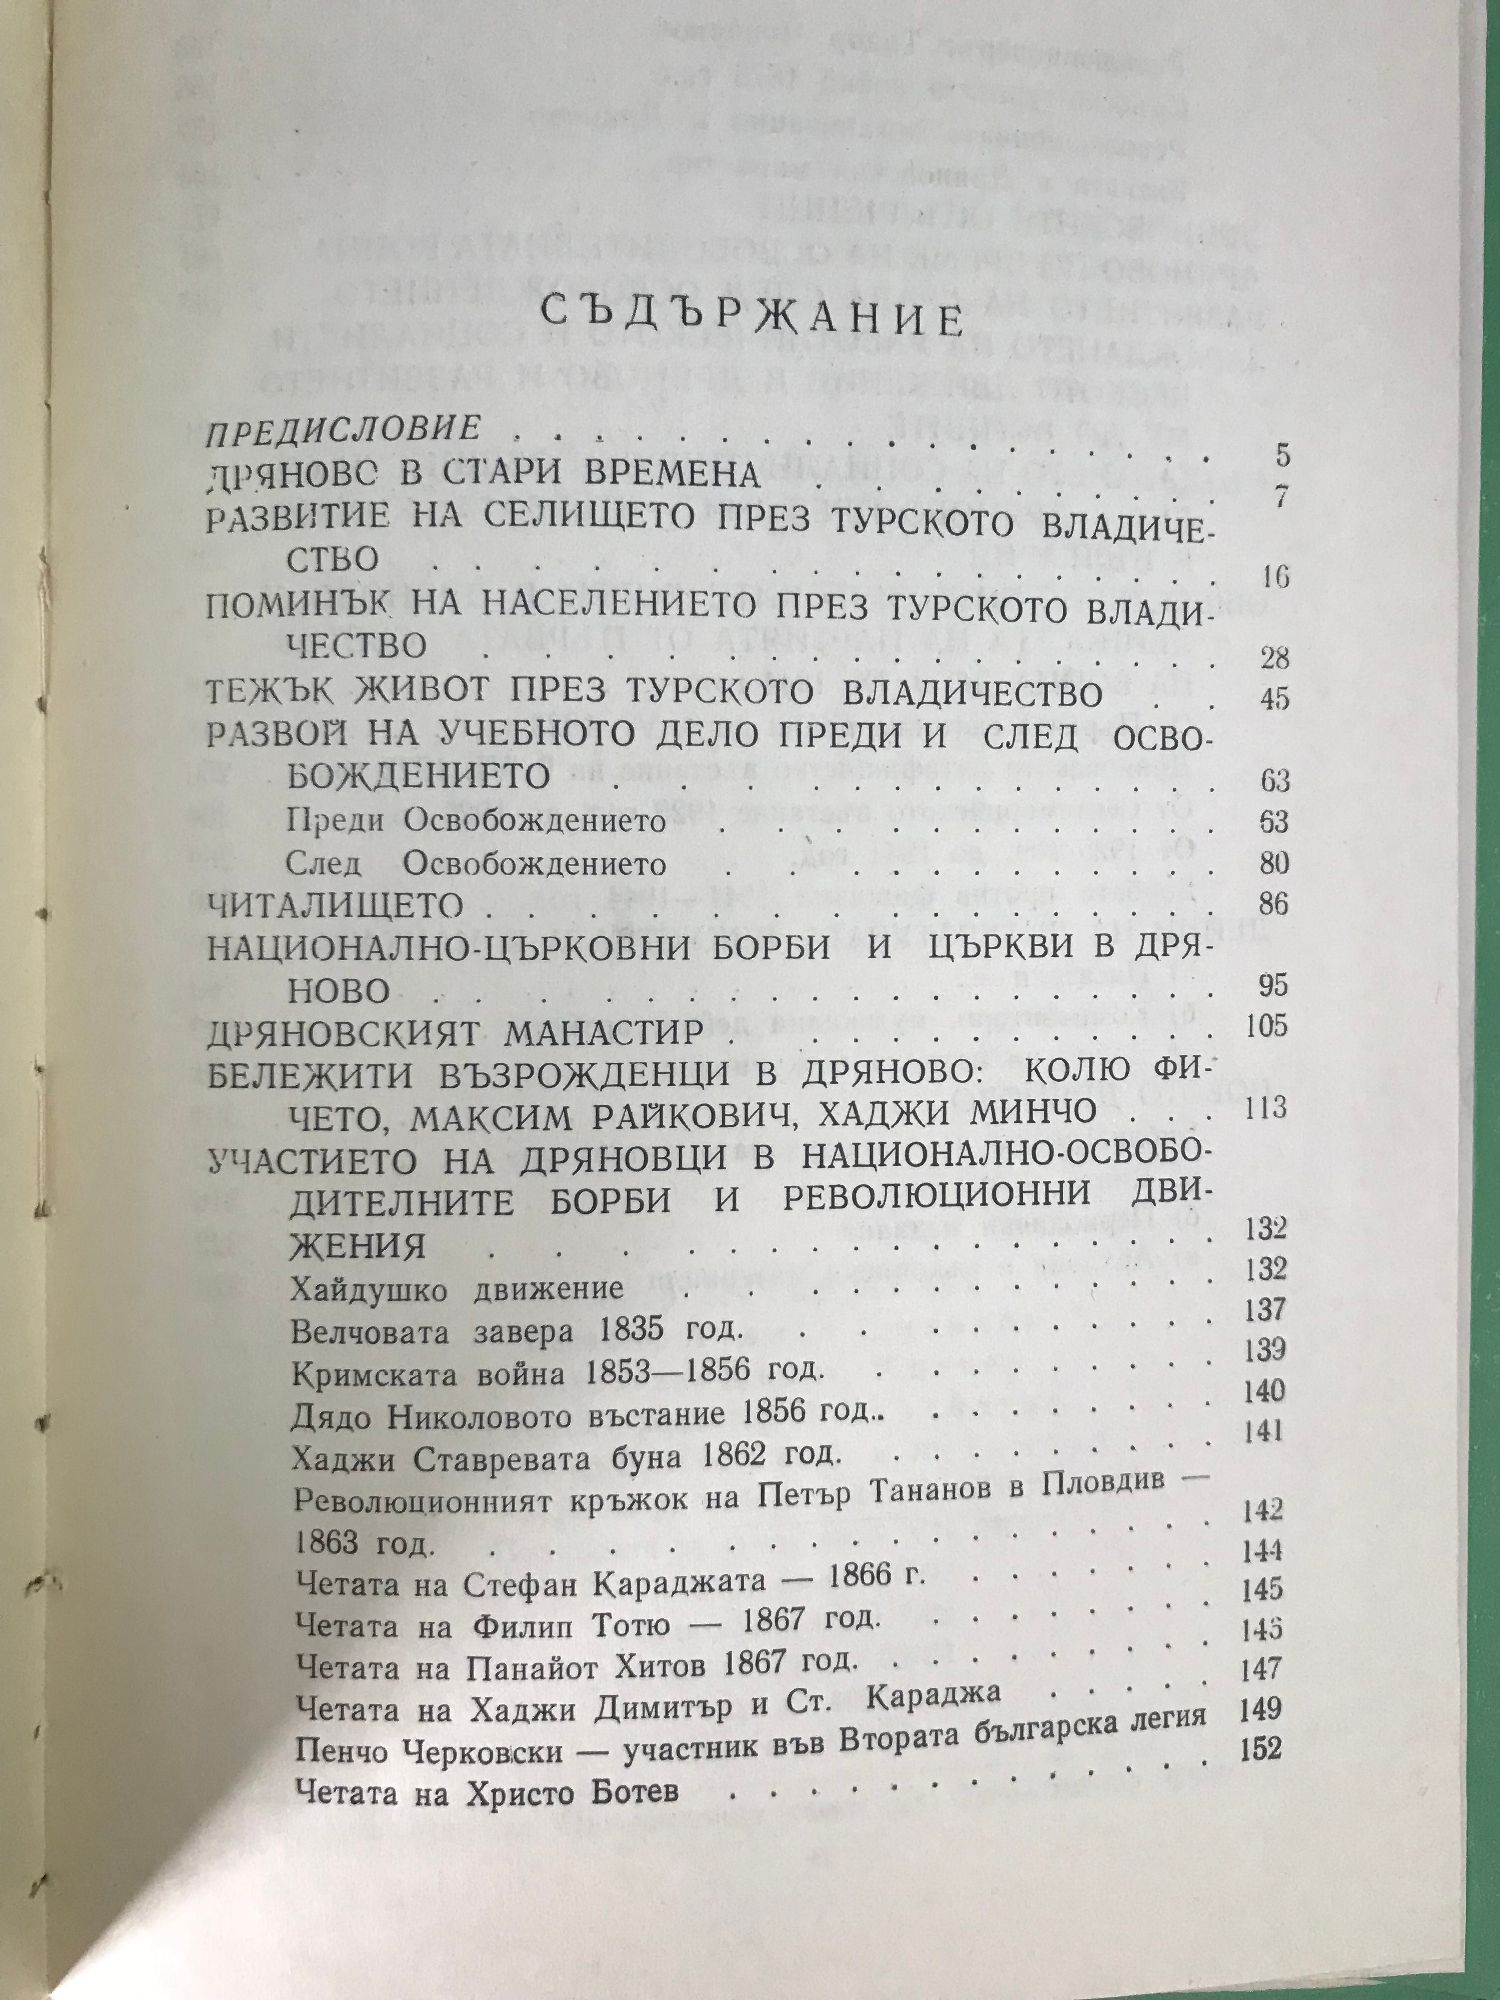 СЪДЪРЖАНИЕ
ПРЕДИСЛОВИЕ . . . . . . . . . . . . . . . . . 5
ДРЯНОВО В СТАРИ ВРЕМЕНА . . . . . . . . . . 7
РАЗВИТИЕ НА СЕЛИЩЕТО ПРЕЗ ТУРСКОТО ВЛАДИЧЕ-
СТВО . . . . . . . . . . . . . . . . . 16
ПОМИНЪК НА НАСЕЛЕНИЕТО ПРЕЗ ТУРСКОТО ВЛАДИ-
ЧЕСТВО . . . . . . . . . . . . . . . . 28
ТЕЖЪК ЖИВОТ ПРЕЗ ТУРСКОТО ВЛАДИЧЕСТВО . . 45
РАЗВОЙ НА УЧЕБНОТО ДЕЛО ПРЕДИ И СЛЕД ОСВО-
БОЖДЕНИЕТО . . . . . . . . . . . . . 63
Преди Освобождението . . . . . . . . . . . 63
След Освобождението . . . . . . . . . . . 80
ЧИТАЛИЩЕТО . . . . . . . . . . . . . . . . 86
НАЦИОНАЛНО-ЦЪРКОВНИ БОРБИ И ЦЪРКВИ В ДРЯ-
НОВО . . . . . . . . . . . . . . . . . 95
ДРЯНОВСКИЯТ МАНАСТИР . . . . . . . . . . . 105
БЕЛЕЖИТИ ВЪЗРОЖДЕНЦИ В ДРЯНОВО: КОЛЮ ФИ-
ЧЕТО, МАКСИМ РАЙКОВИЧ, ХАДЖИ МИНЧО . . . 113
УЧАСТИЕТО НА ДРЯНОВЦИ В НАЦИОНАЛНО-ОСВОБО-
ДИТЕЛНИТЕ БОРБИ И РЕВОЛЮЦИОННИ ДВИ-
ЖЕНИЯ . . . . . . . . . . . . . . . . 132
Хайдушко движение . . . . . . . . . . . . 132
Велчовата завера 1835 год. . . . . . . . . . 137
Кримската война 1853—1856 год. . . . . . . . 139
Дядо Николовото въстание 1856 год.. . . . . . . . 140
Хаджи Ставревата буна 1862 год. . . . . . . . . 141
Революционният кръжок на Петър Тананов в Пловдив —
1863 год. . . . . . . . . . . . . . . . 142
Четата на Стефан Караджата — 1866 г. . . . . . . 144
Четата на Филип Тотю — 1867 год. . . . . . . . 145
Четата на Панайот Хитов 1867 год. . . . . . . . 146
Четата на Хаджи Димитър и Ст. Караджа . . . . . 147
Пенчо Черковски — участник във Втората българска легия 149
Четата на Христо Ботев . . . . . . . . . . . . 152